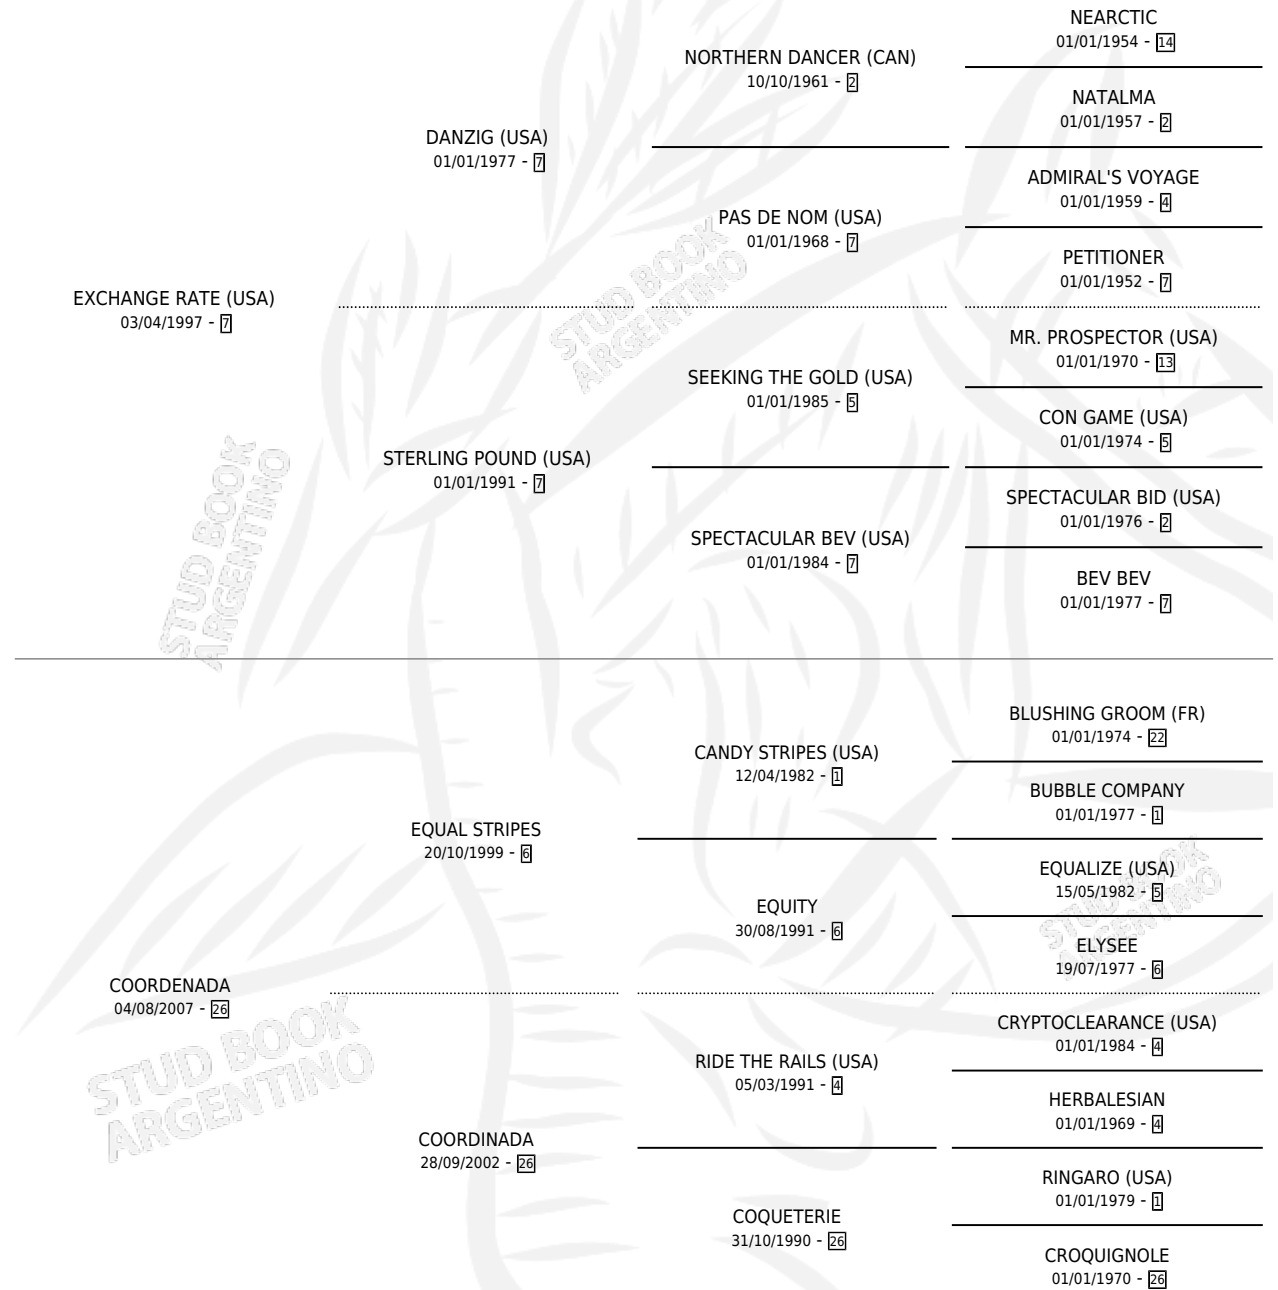 NEARCTIC
01/01/1954 - 14
NORTHERN DANCER (CAN)
10/10/1961 - 2
NATALMA
01/01/1957 - 2
DANZIG (USA)
01/01/1977 - 7
ADMIRAL'S VOYAGE
01/01/1959 - 4
PAS DE NOM (USA)
01/01/1968 - 7
PETITIONER
01/01/1952 - 7
EXCHANGE RATE (USA)
03/04/1997 - 7
STUD BOOK
ARGENTINO
MR. PROSPECTOR (USA)
01/01/1970 - 13
SEEKING THE GOLD (USA)
01/01/1985 - 5
CON GAME (USA)
01/01/1974 - 5
STERLING POUND (USA)
01/01/1991 - 7
SPECTACULAR BID (USA)
01/01/1976 - 2
SPECTACULAR BEV (USA)
01/01/1984 - 7
BEV BEV
01/01/1977 - 7
STUD BOOK
ARGENTINO
BLUSHING GROOM (FR)
01/01/1974 - 22
CANDY STRIPES (USA)
12/04/1982 - 1
BUBBLE COMPANY
01/01/1977 - 1
EQUAL STRIPES
20/10/1999 - 6
EQUALIZE (USA)
15/05/1982 - 5
STUD BOOK
ARGENTINO
EQUITY
30/08/1991 - 6
ELYSEE
19/07/1977 - 6
COORDENADA
04/08/2007 - 26
STUD BOOK
ARGENTINO
CRYPTOCLEARANCE (USA)
01/01/1984 - 4
RIDE THE RAILS (USA)
05/03/1991 - 4
HERBALESIAN
01/01/1969 - 4
COORDINADA
28/09/2002 - 26
RINGARO (USA)
01/01/1979 - 1
COQUETERIE
31/10/1990 - 26
CROQUIGNOLE
01/01/1970 - 26